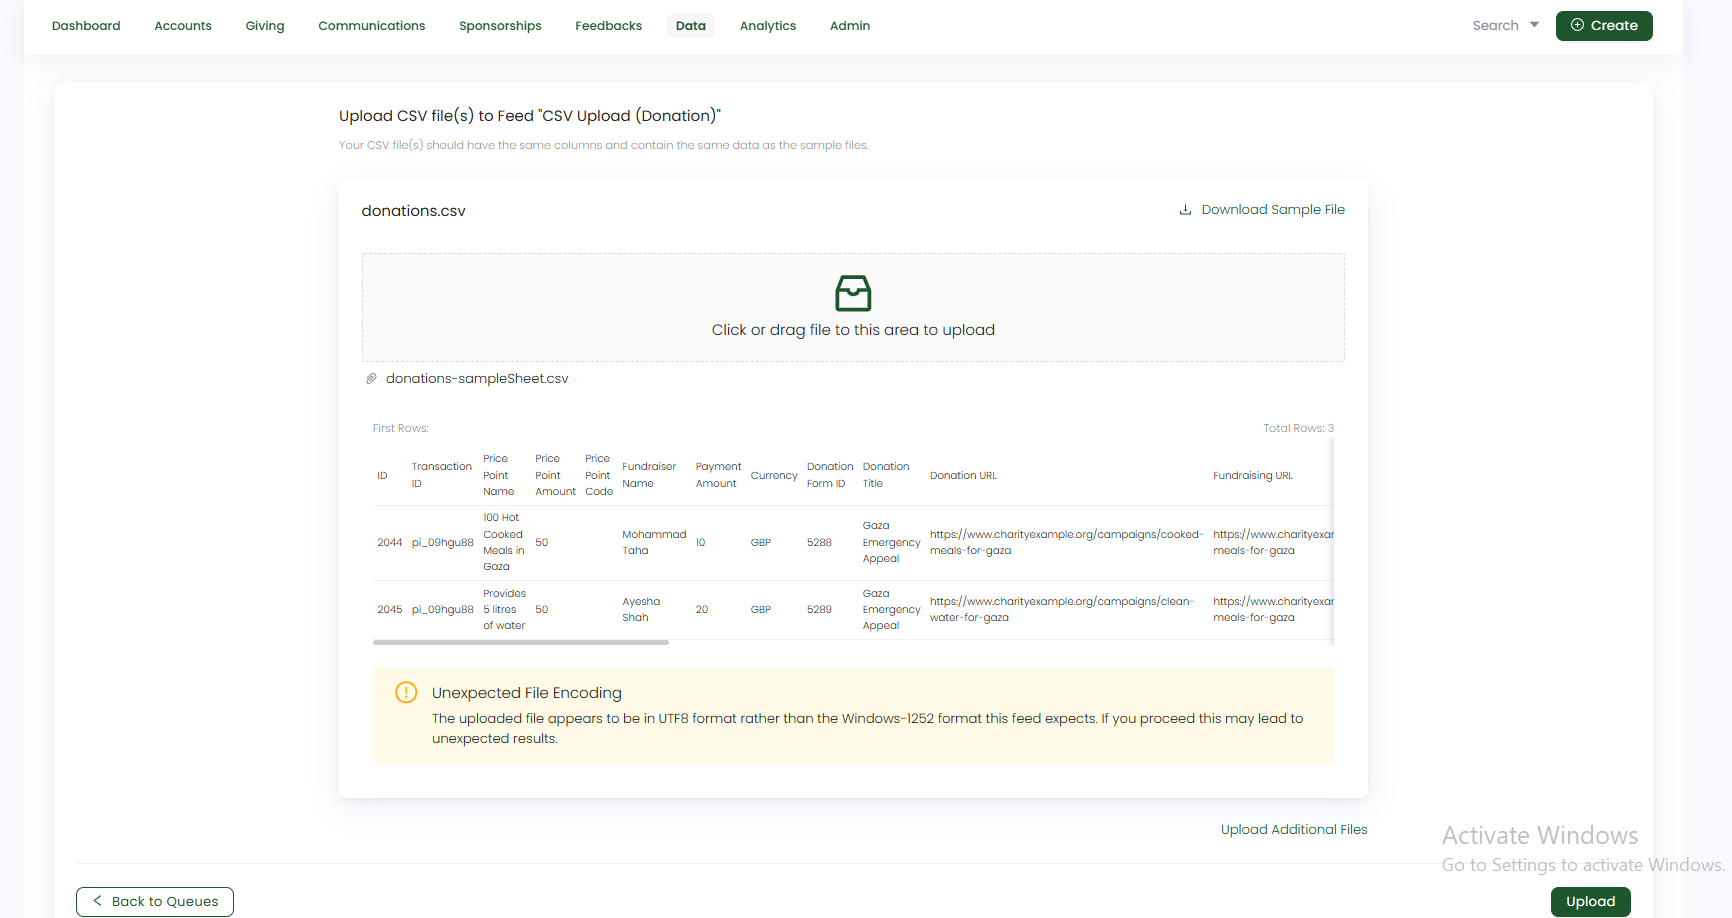 Dashboard Accounts Giving Communications Sponsorships Feedbacks Data Analytics Admin Search Create
Upload CSV file(s) to Feed "CSV Upload (Donation)"
Your CSV file(s) should have the same columns and contain the same data as the sample files.
donations.csv
Download Sample File
Click or drag file to this area to upload
donations-sampleSheet.csv
First Rows:
Total Rows: 3
ID
Transaction
ID
Price
Point
Name
Price
Point
Amount
Price
Point
Code
Fundraiser
Name
Payment
Amount
Currency
Donation
Form ID
Donation
Title
Donation URL
Fundraising URL
2044
pi_09hgu88
100 Hot
Cooked
Meals in
Gaza
50
Mohammad
Taha
10
GBP
5288
Gaza
Emergency
Appeal
https://www.charityexample.org/campaigns/cooked-
meals-for-gaza
https://www.charityexar
meals-for-gaza
2045
pi_09hgu88
Provides
5 litres
of water
50
Ayesha
Shah
20
GBP
5289
Gaza
Emergency
Appeal
https://www.charityexample.org/campaigns/clean-
water-for-gaza
https://www.charityexar
meals-for-gaza
Unexpected File Encoding
The uploaded file appears to be in UTF8 format rather than the Windows-1252 format this feed expects. If you proceed this may lead to
unexpected results.
Upload Additional Files
Activate Windows
Go to Settings to activate Windows.
Back to Queues
Upload